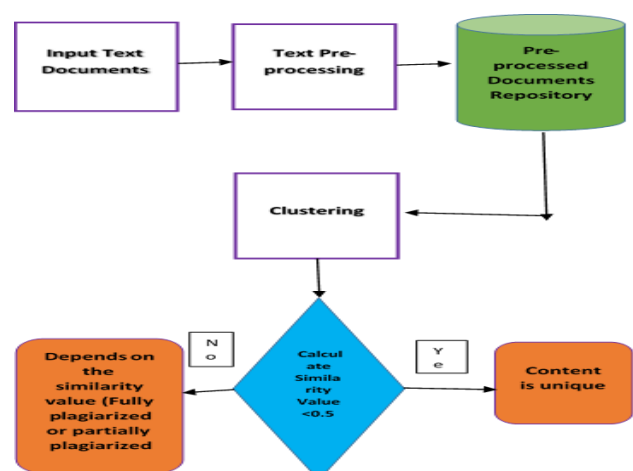 Input Text
Documents
Text Pre-
processing
Pre-
processed
Documents
Repository
Clustering
N
o
Calcul
ate
Simila
rity
Value
<0.5
Y
e
Depends on
the
similarity
value (Fully
plagiarized
or partially
plagiarized
Content
is unique